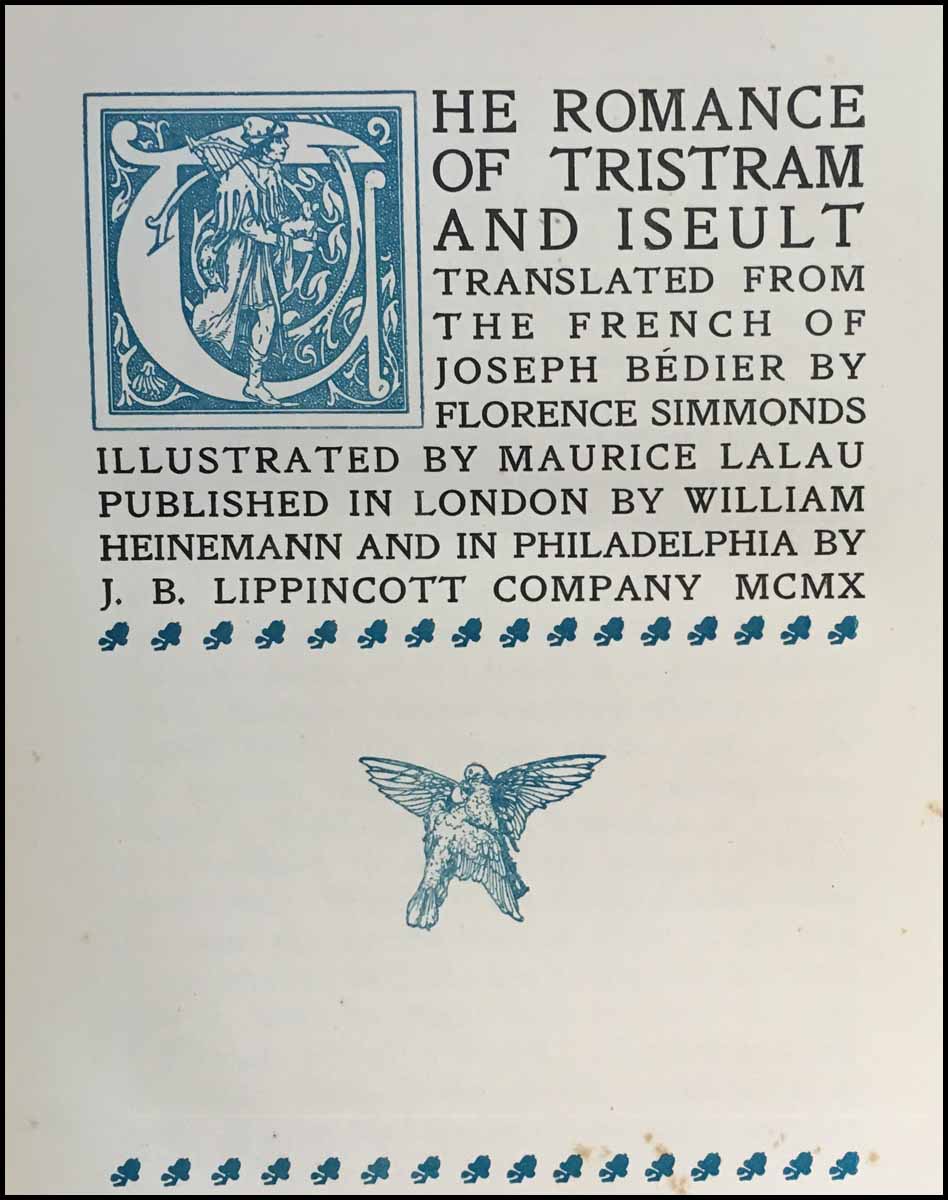 THE ROMANCE
OF TRISTRAM
AND ISEULT
TRANSLATED FROM
THE FRENCH OF
JOSEPH BÉDIER BY
FLORENCE SIMMONDS
ILLUSTRATED BY MAURICE LALAU
PUBLISHED IN LONDON BY WILLIAM
HEINEMANN AND IN PHILADELPHIA BY
J. B. LIPPINCOTT COMPANY MCMX